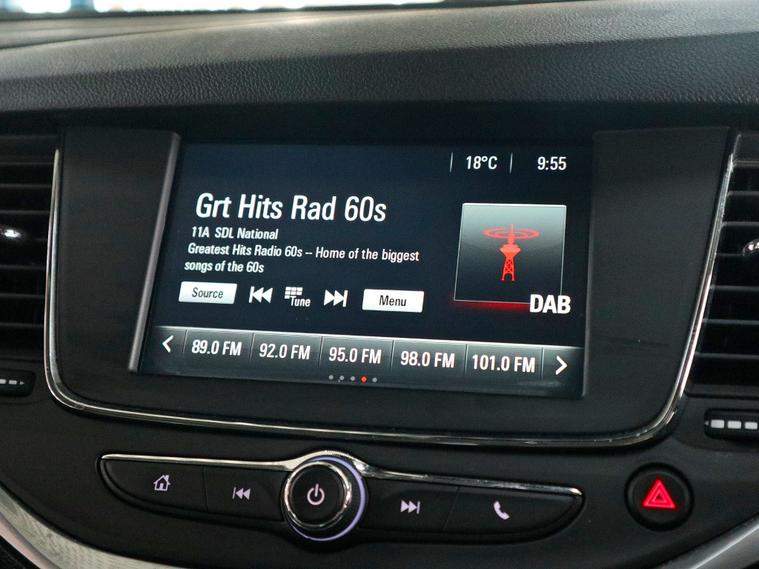 18°C 9:55
Grt Hits Rad 60s
11A SDL National
Greatest Hits Radio 60s -- Home of the biggest
songs of the 60s
Source Tune Menu
DAB
89.0 FM 92.0 FM 95.0 FM 98.0 FM 101.0 FM